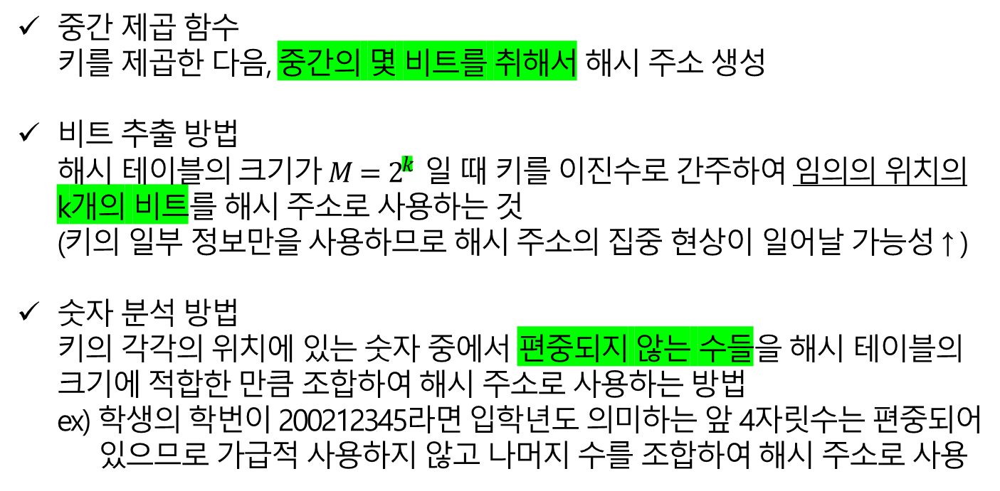 ✓ 중간 제곱 함수
키를 제곱한 다음, 중간의 몇 비트를 취해서 해시 주소 생성
✓ 비트 추출 방법
해시 테이블의 크기가 M = 2^k 일 때 키를 이진수로 간주하여 임의의 위치의
k개의 비트를 해시 주소로 사용하는 것
(키의 일부 정보만을 사용하므로 해시 주소의 집중 현상이 일어날 가능성↑)
✓ 숫자 분석 방법
키의 각각의 위치에 있는 숫자 중에서 편중되지 않는 수들을 해시 테이블의
크기에 적합한 만큼 조합하여 해시 주소로 사용하는 방법
ex) 학생의 학번이 200212345라면 입학년도 의미하는 앞 4자릿수는 편중되어
있으므로 가급적 사용하지 않고 나머지 수를 조합하여 해시 주소로 사용